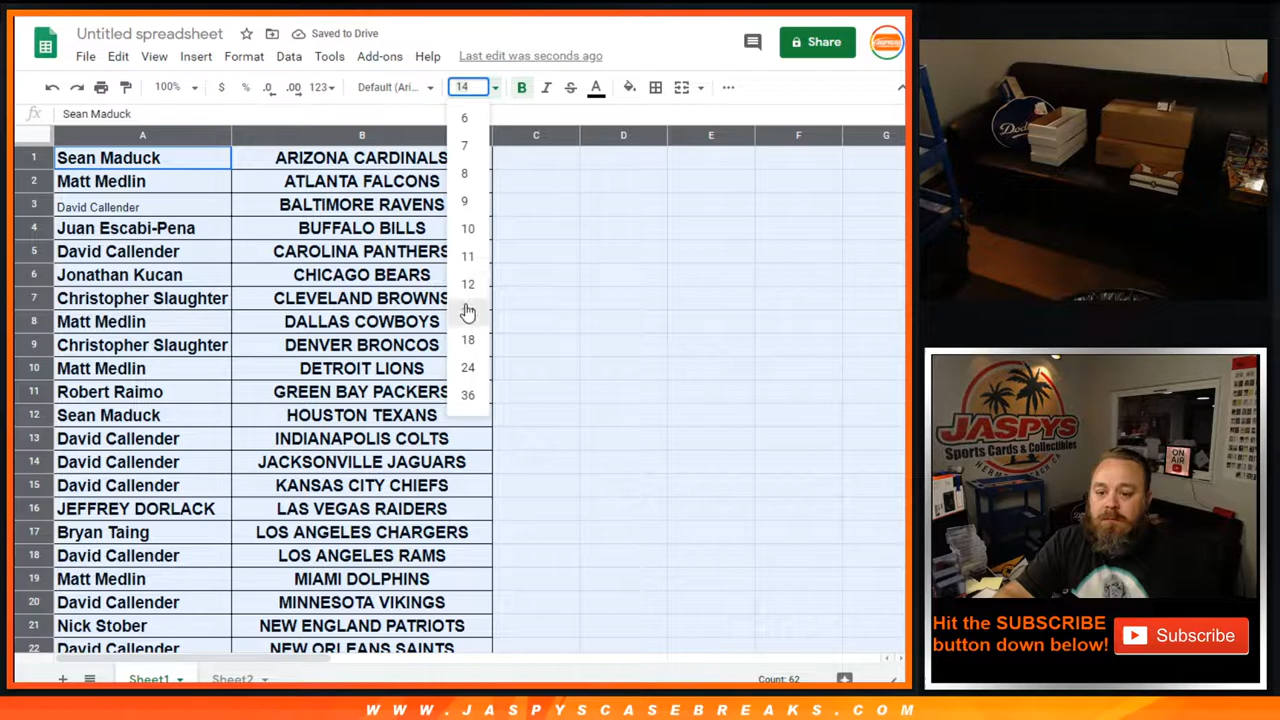 Untitled spreadsheet
Saved to Drive
File Edit View Insert Format Data Tools Add-ons Help Last edit was seconds ago
Share
100% $ % .0 .00 123 Default (Ari... 14 B I S A
fx Sean Maduck
A B C D E F G
1 Sean Maduck ARIZONA CARDINALS
2 Matt Medlin ATLANTA FALCONS
3 David Callender BALTIMORE RAVENS
4 Juan Escabi-Pena BUFFALO BILLS
5 David Callender CAROLINA PANTHERS
6 Jonathan Kucan CHICAGO BEARS
7 Christopher Slaughter CLEVELAND BROWNS
8 Matt Medlin DALLAS COWBOYS
9 Christopher Slaughter DENVER BRONCOS
10 Matt Medlin DETROIT LIONS
11 Robert Raimo GREEN BAY PACKERS
12 Sean Maduck HOUSTON TEXANS
13 David Callender INDIANAPOLIS COLTS
14 David Callender JACKSONVILLE JAGUARS
15 David Callender KANSAS CITY CHIEFS
16 JEFFREY DORLACK LAS VEGAS RAIDERS
17 Bryan Taing LOS ANGELES CHARGERS
18 David Callender LOS ANGELES RAMS
19 Matt Medlin MIAMI DOLPHINS
20 David Callender MINNESOTA VIKINGS
21 Nick Stober NEW ENGLAND PATRIOTS
22 David Callender NEW ORLEANS SAINTS
6
7
8
9
10
11
12
18
24
36
Sheet1 Sheet2 Count: 62
Dodgers
JASPYS
Sports Cards & Collectibles
ON
AIR
Hit the SUBSCRIBE
button down below!
Subscribe
WWW.JASPYSCASEBREAKS.COM